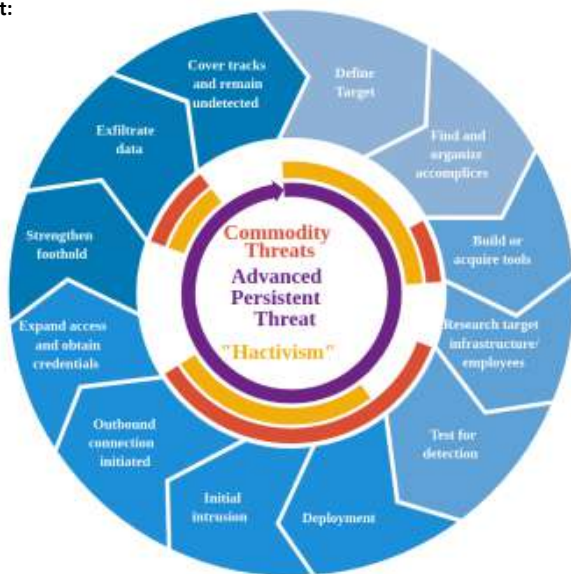 t:
Define
Target
Find and
organize
accomplices
Build or
acquire tools
Research target
infrastructure/
employees
Test for
detection
Deployment
Initial
intrusion
Outbound
connection
initiated
Expand access
and obtain
credentials
Strengthen
foothold
Exfiltrate
data
Cover tracks
and remain
undetected
Commodity
Threats
Advanced
Persistent
Threat
"Hactivism"